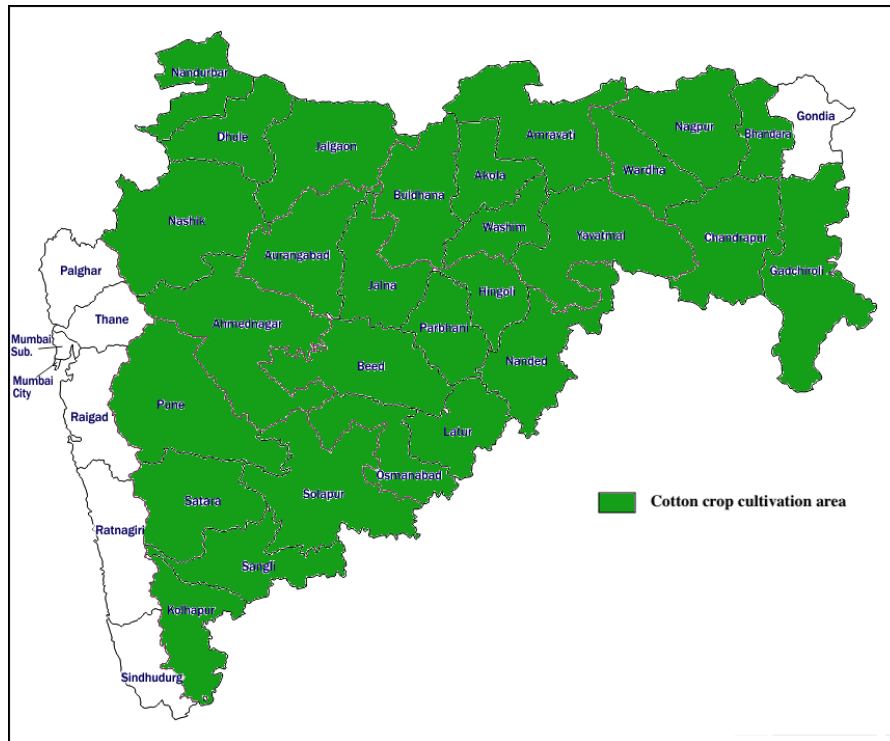 Nandurbar
Gondia
Nagpur
Bhandara
Dhule
Amravati
Jalgaon
Wardha
Akola
Buldhana
Nashik
Washim
Yavatmal
Chandrapur
Aurangabad
Palghar
Gadchiroli
Jalna
Hingoli
Thane
Ahmednagar
Parbhani
Mumbai
Sub.
Nanded
Beed
Mumbai
City
Pune
Raigad
Latur
Osmanabad
Solapur
Satara
Cotton crop cultivation area
Ratnagiri
Sangli
Kolhapur
Sindhudurg